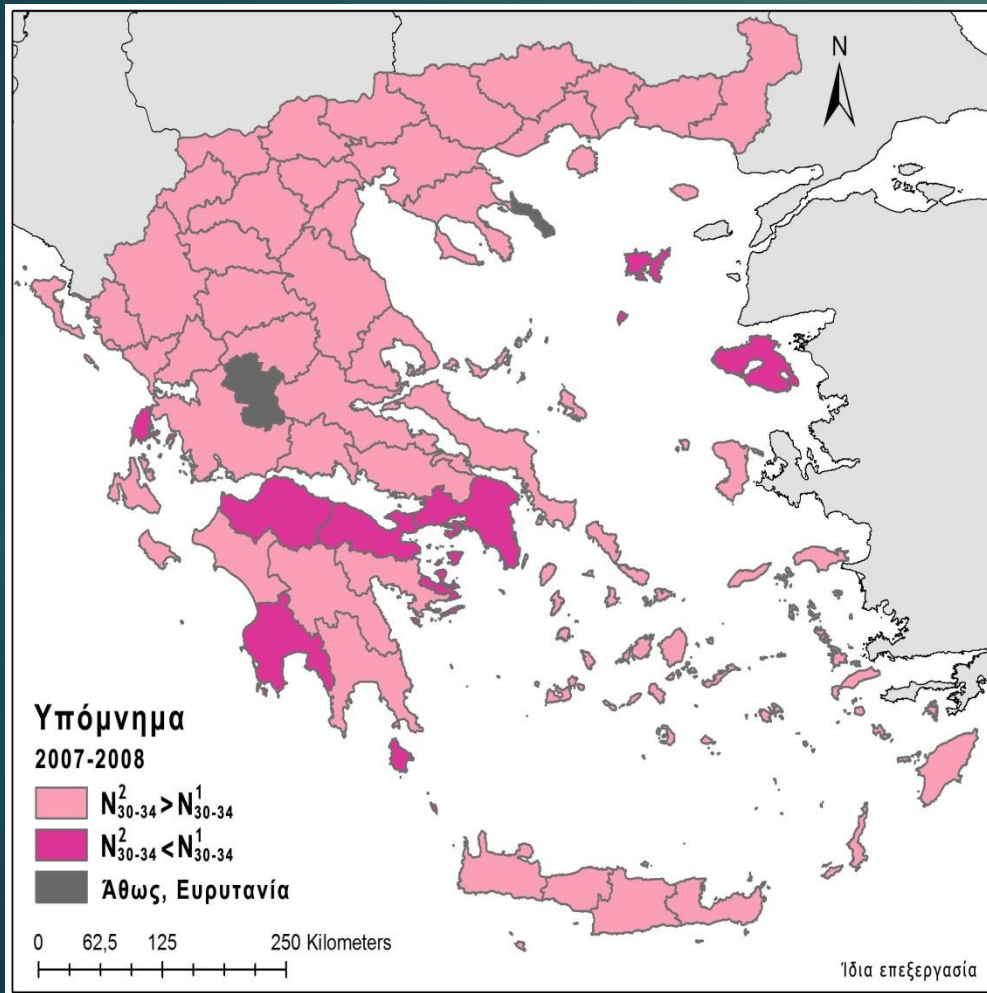 N
Υπόμνημα
2007-2008
N²₃₀₋₃₄ > N¹₃₀₋₃₄
N²₃₀₋₃₄ < N¹₃₀₋₃₄
Άθως, Ευρυτανία
0 62,5 125 250 Kilometers
Ίδια επεξεργασία